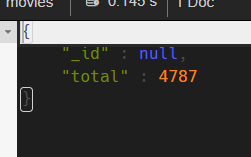 movies 0.145 s 1 Doc
{
"_id" : null,
"total" : 4787
}